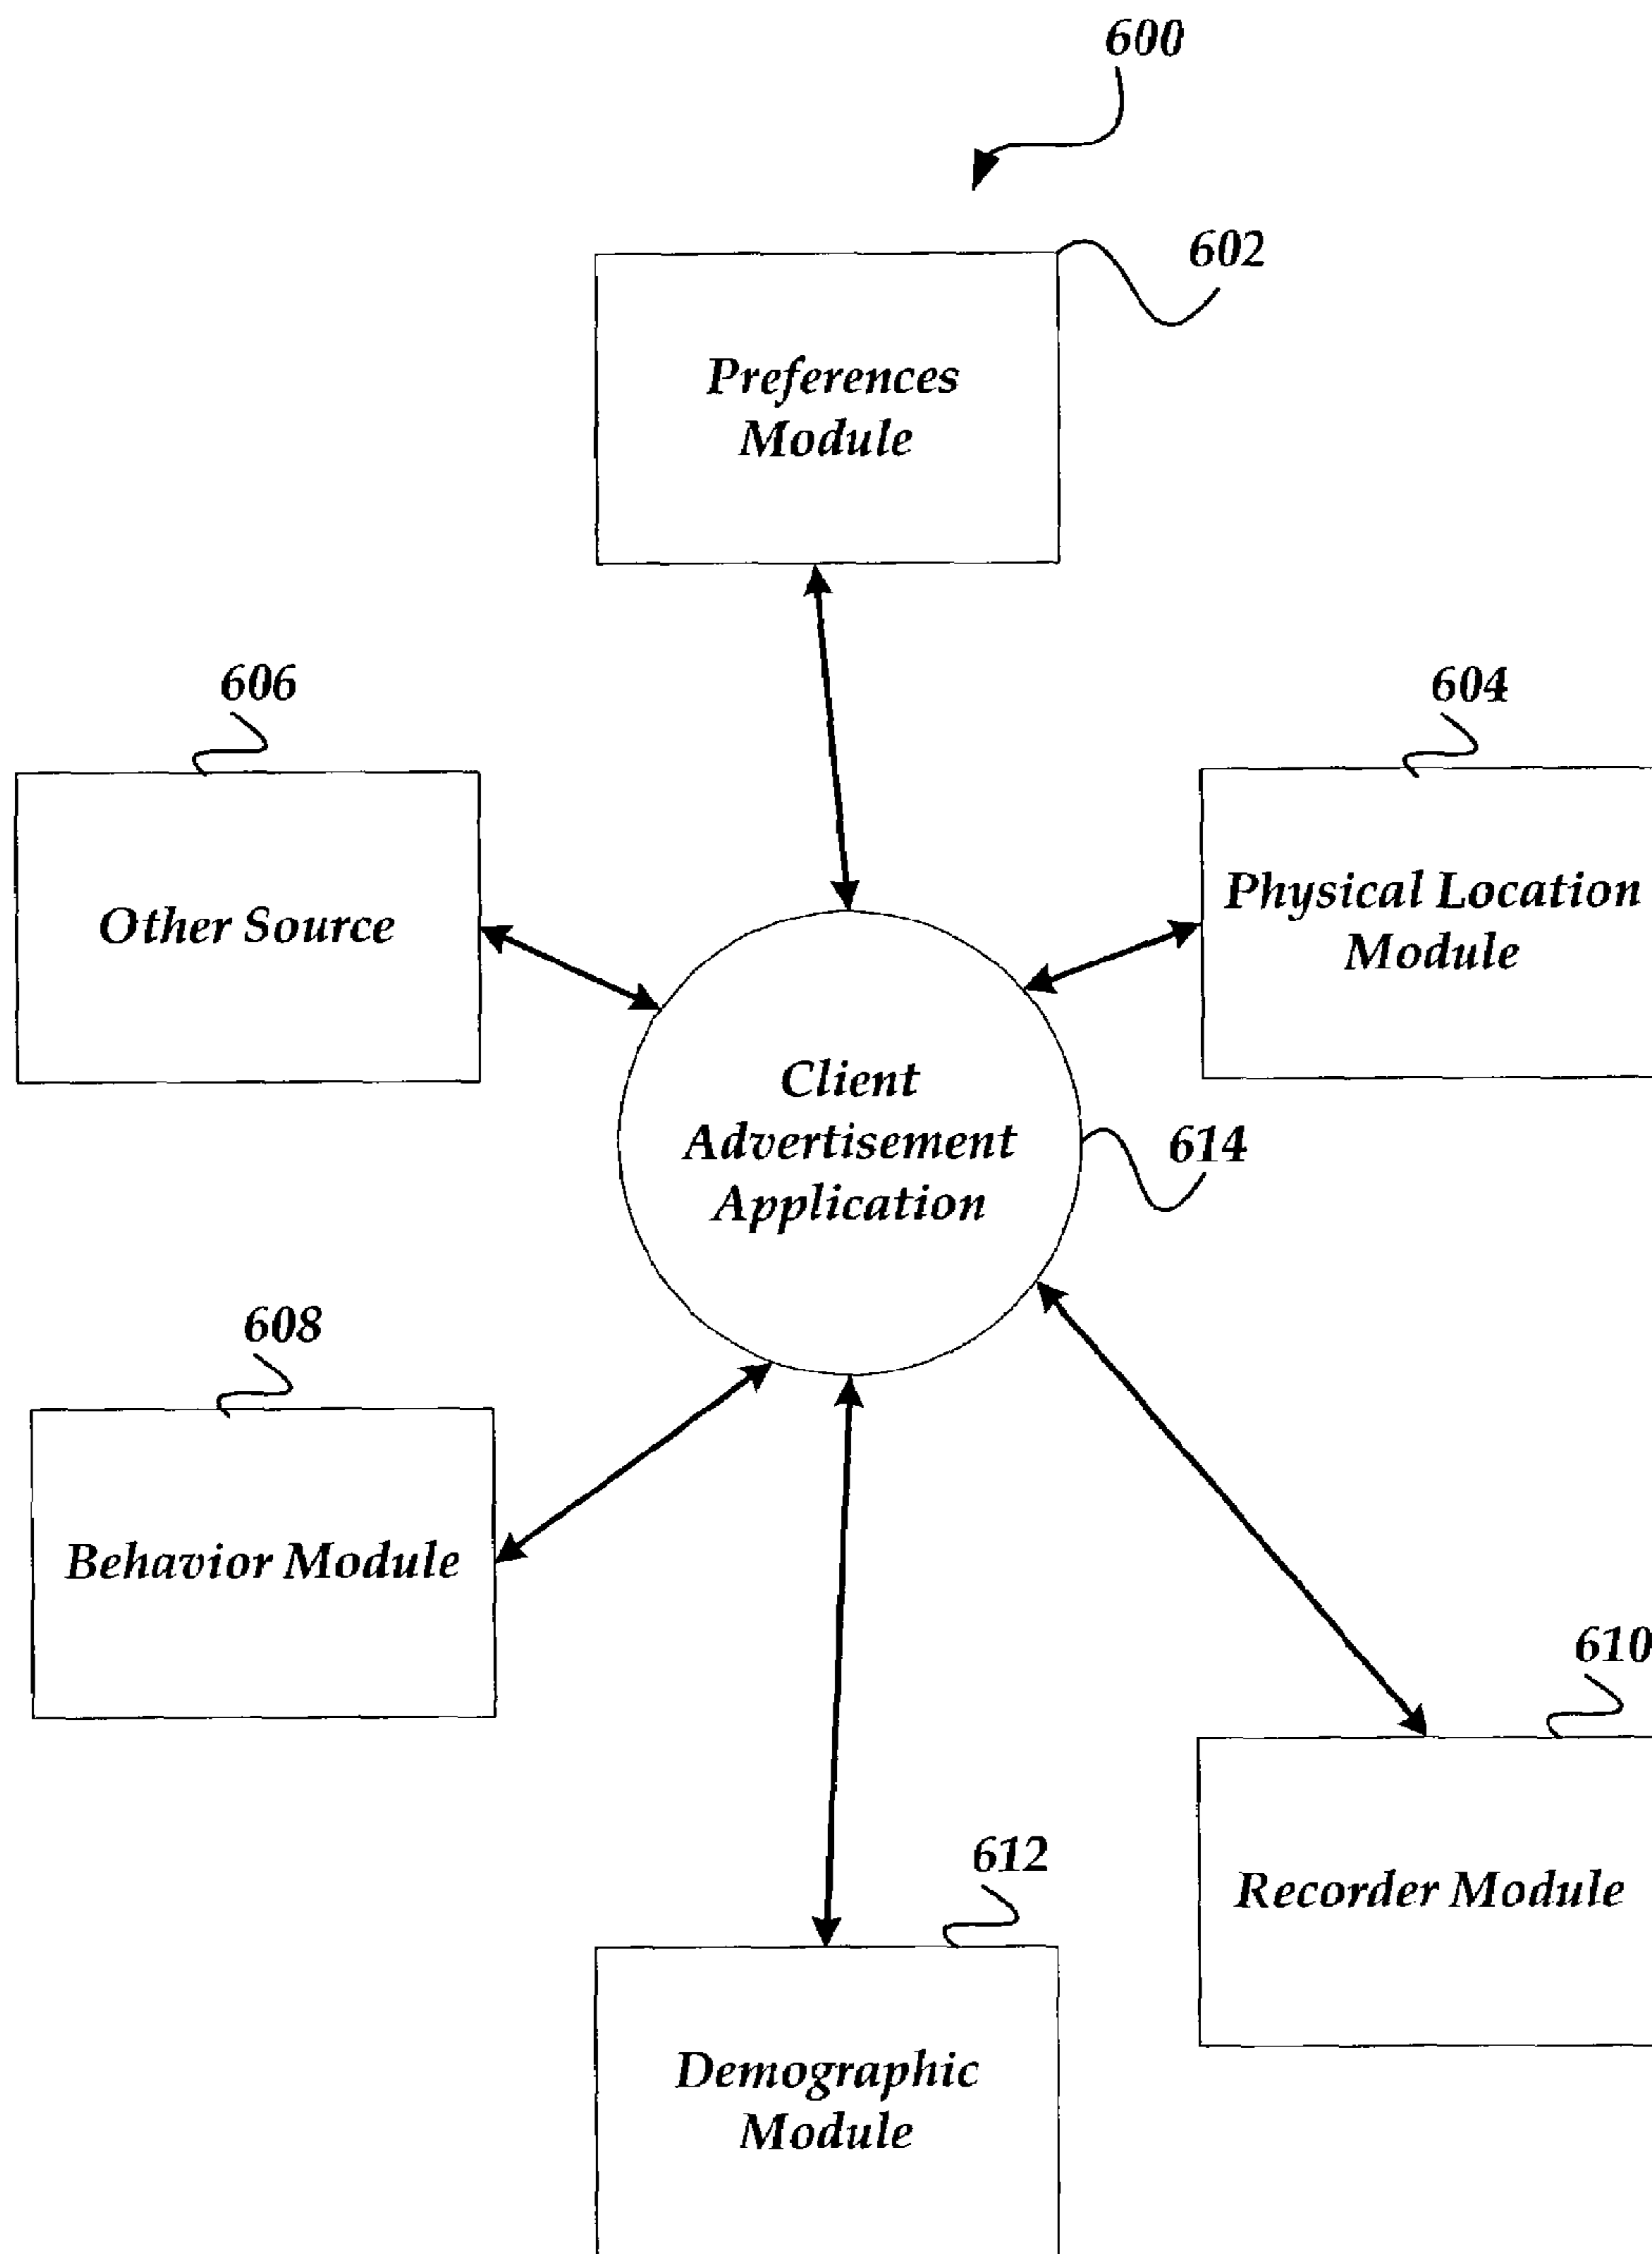 600
602
Preferences
Module
606
604
Other Source
Physical Location
Module
Client
Advertisement
Application
614
608
Behavior Module
610
Recorder Module
612
Demographic
Module